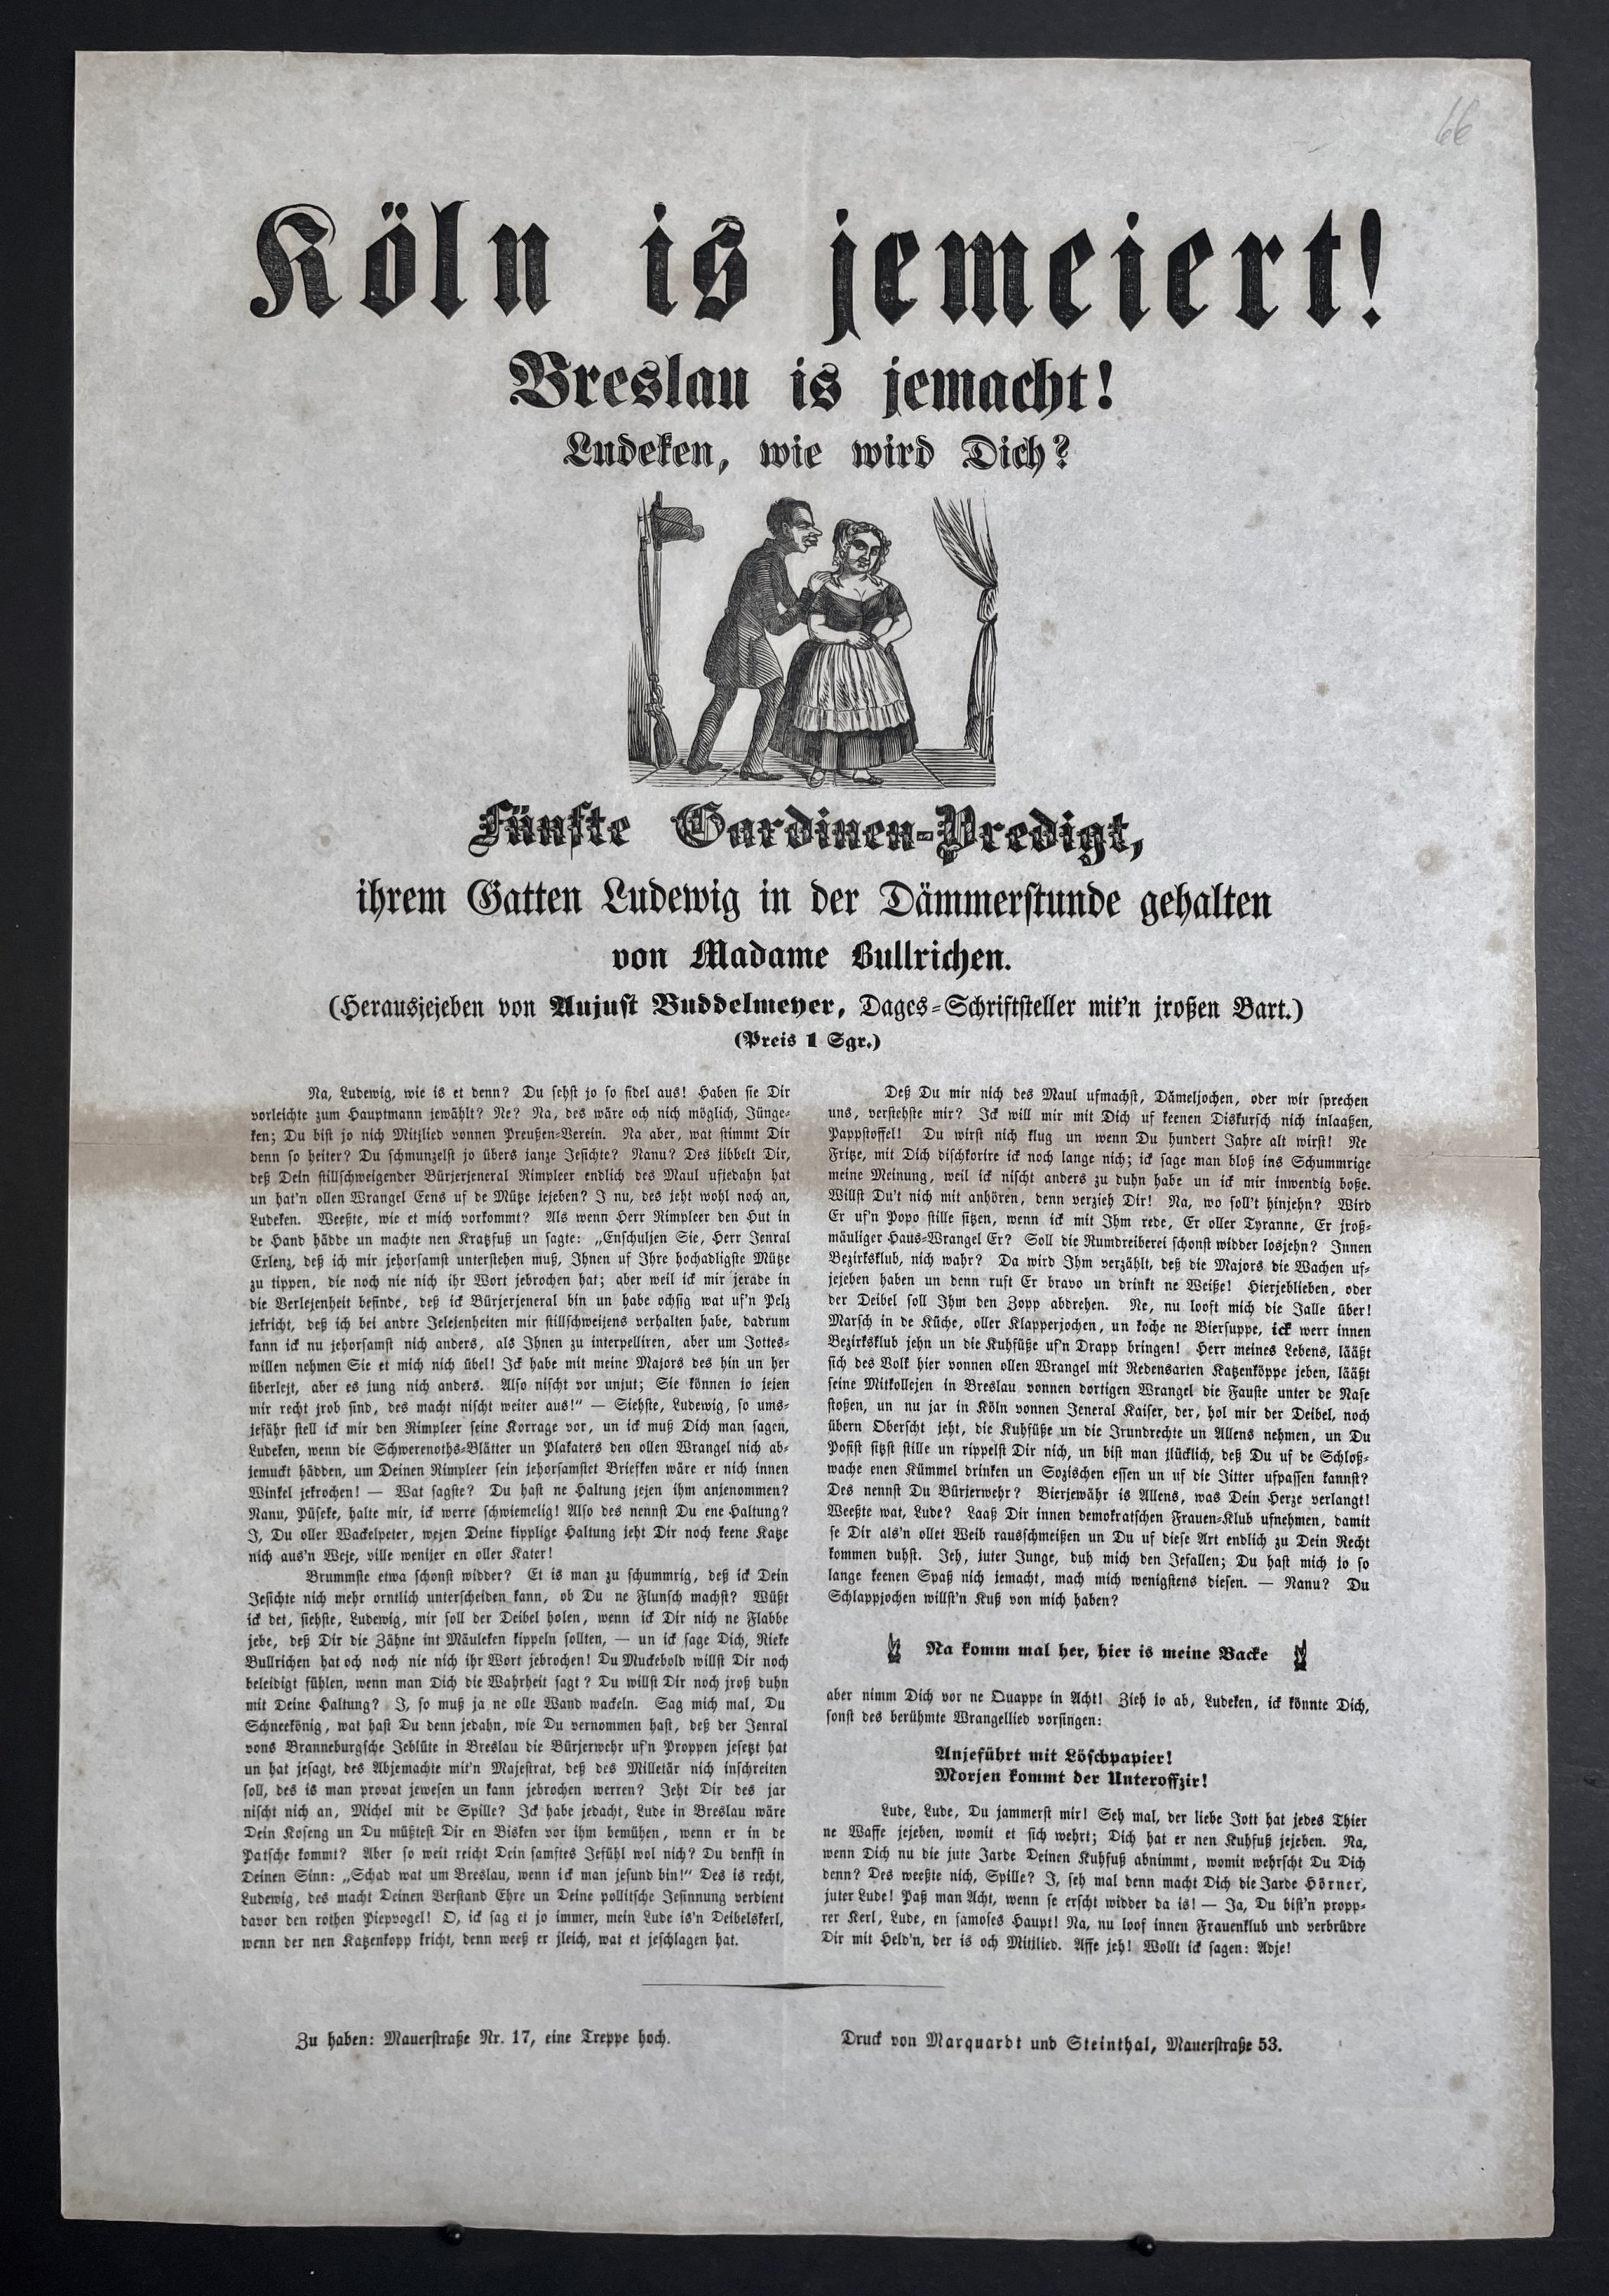 66
Köln is jemeiert!
Breslau is jemacht!
Ludeken, wie wird Dich?
Fünfte Gardinen-Predigt,
ihrem Gatten Ludewig in der Dämmerstunde gehalten
von Madame Bullrichen.
(Herausjejeben von Aujust Buddelmeyer, Dages-Schriftsteller mit'n jroßen Bart.)
(Preis 1 Sgr.)
Na, Ludewig, wie is et denn? Du sehst jo so fidel aus! Haben sie Dir
vorleichte zum Hauptmann jewählt? Ne? Na, des wäre och nich möglich, Jünge-
ken; Du bist jo nich Mitjlied vonnen Preußen-Verein. Na aber, wat stimmt Dir
denn so heiter? Du schmungelst jo übers janze Jesichte? Nanu? Des jibbelt Dir,
deß Dein stillschweigender Bürjerjeneral Rimpleer endlich des Maul ufjedahn hat
un hat'n ollen Wrangel Eens uf de Mütze jejeben? I nu, des jeht wohl noch an,
Ludeken. Weeßte, wie et mich vorkommt? Als wenn Herr Rimpleer den Hut in
de Hand hädde un machte nen Kratzfuß un sagte: „Enschuljen Sie, Herr Jenral
Exlenz, deß ich mir jehorsamst unterstehen muß, Ihnen uf Ihre hochadligste Mütze
zu tippen, die noch nie nich ihr Wort jebrochen hat; aber weil ick mir jerade in
die Verlejenheit befinde, deß ick Bürjerjeneral bin un habe ochsig wat uf'n Pelz
jekricht, deß ich bei andre Jelejenheiten mir stillschweijens verhalten habe, dadrum
kann ick nu jehorsamst nich anders, als Ihnen zu interpelliren, aber um Jottes-
willen nehmen Sie et mich nich übel! Ick habe mit meine Majors des hin un her
überlejt, aber es jung nich anders. Also nischt vor unjut; Sie können jo jejen
mir recht jrob sind, des macht nischt weiter aus!“ — Siehste, Ludewig, so ums-
jefähr stell ick mir den Rimpleer seine Korrage vor, un ick muß Dich man sagen,
Ludeken, wenn die Schwerenoths-Blätter un Plakaters den ollen Wrangel nich ab-
jemuckt hädden, um Deinen Rimpleer sein jehorsamstet Briefken wäre er nich innen
Winkel jekrochen! — Wat sagste? Du hast ne Haltung jejen ihm anjenommen?
Nanu, Püseke, halte mir, ick werre schwiemelig! Also des nennst Du ene Haltung?
I, Du oller Wackelpeter, wejen Deine kipplige Haltung jeht Dir noch keene Katze
nich aus'n Weje, ville wenijer en oller Kater!
Brummste etwa schonst widder? Et is man zu schummrig, deß ick Dein
Jesichte nich mehr orntlich unterscheiden kann, ob Du ne Flunsch machst? Wüßt
ick det, siehste, Ludewig, mir soll der Deibel holen, wenn ick Dir nich ne Flabbe
jebe, deß Dir die Zähne int Mäuleken kippeln sollten, — un ick sage Dich, Rieke
Bullrichen hat och noch nie nich ihr Wort jebrochen! Du Muckebold willst Dir noch
beleidigt fühlen, wenn man Dich die Wahrheit sagt? Du willst Dir noch jroß duhn
mit Deine Haltung? I, so muß ja ne olle Wand wackeln. Sag mich mal, Du
Schneekönig, wat hast Du denn jedahn, wie Du vernommen hast, deß der Jenral
vons Branneburgsche Jeblüte in Breslau die Bürjerwehr uf'n Proppen jesetzt hat
un hat jesagt, des Abjemachte mit'n Majestrat, deß des Milletär nich inschreiten
soll, des is man provat jewesen un kann jebrochen werren? Jeht Dir des jar
nischt nich an, Michel mit de Spille? Ick habe jedacht, Lude in Breslau wäre
Dein Koseng un Du müßtest Dir en Bisken vor ihm bemühen, wenn er in de
Patsche kommt? Aber so weit reicht Dein samftes Jefühl wol nich? Du denkst in
Deinen Sinn: „Schad wat um Breslau, wenn ick man jesund bin!“ Des is recht,
Ludewig, des macht Deinen Verstand Ehre un Deine pollitsche Jesinnung verdient
davor den rothen Piepvogel! O, ick sag et jo immer, mein Lude is'n Deibelskerl,
wenn der nen Katzenkopp kricht, denn weeß er jleich, wat et jeschlagen hat.
Deß Du mir nich des Maul ufmachst, Dämeljochen, oder wir sprechen
uns, verstehste mir? Ick will mir mit Dich uf keenen Diskursch nich inlaaßen,
Pappstoffel! Du wirst nich klug un wenn Du hundert Jahre alt wirst! Ne
Fritze, mit Dich dischkorire ick noch lange nich; ick sage man bloß ins Schummrige
meine Meinung, weil ick nischt anders zu duhn habe un ick mir inwendig boße.
Willst Du't nich mit anhören, denn verzieh Dir! Na, wo soll't hinjehn? Wird
Er uf'n Popo stille sitzen, wenn ick mit Ihm rede, Er oller Tyranne, Er jroß-
mäuliger Haus-Wrangel Er? Soll die Rumdreiberei schonst widder losjehn? Innen
Bezirksklub, nich wahr? Da wird Ihm verzählt, deß die Majors die Wachen uf-
jejeben haben un denn ruft Er bravo un drinkt ne Weiße! Hierjeblieben, oder
der Deibel soll Ihm den Zopp abdrehen. Ne, nu looft mich die Jalle über!
Marsch in de Küche, oller Klapperjochen, un koche ne Biersuppe, ick werr innen
Bezirksklub jehn un die Kuhfüße uf'n Drapp bringen! Herr meines Lebens, lääßt
sich des Volk hier vonnen ollen Wrangel mit Redensarten Katzenköppe jeben, lääßt
seine Mitkollejen in Breslau vonnen dortigen Wrangel die Fauste unter de Nase
stoßen, un nu jar in Köln vonnen Jeneral Kaiser, der, hol mir der Deibel, noch
übern Oberscht jeht, die Kuhfüße un die Jrundrechte un Allens nehmen, un Du
Posist sitzst stille un rippelst Dir nich, un bist man jlücklich, deß Du uf de Schloß-
wache enen Kümmel drinken un Sozischen essen un uf die Jitter ufpassen kannst?
Des nennst Du Bürjerwehr? Bierjewähr is Allens, was Dein Herze verlangt!
Weeßte wat, Lude? Laaß Dir innen demokratschen Frauen-Klub ufnehmen, damit
se Dir als'n ollet Weib rausschmeißen un Du uf diese Art endlich zu Dein Recht
kommen duhst. Jeh, juter Junge, duh mich den Jefallen; Du hast mich jo so
lange keenen Spaß nich jemacht, mach mich wenigstens diesen. — Nanu? Du
Schlappjochen willst'n Kuß von mich haben?
Na komm mal her, hier is meine Backe
aber nimm Dich vor ne Quappe in Acht! Zieh jo ab, Ludeken, ick könnte Dich,
sonst des berühmte Wrangellied vorsingen:
Anjeführt mit Löschpapier!
Morjen kommt der Unteroffzir!
Lude, Lude, Du jammerst mir! Seh mal, der liebe Jott hat jedes Thier
ne Waffe jejeben, womit et sich wehrt; Dich hat er nen Kuhfuß jejeben. Na,
wenn Dich nu die jute Jarde Deinen Kuhfuß abnimmt, womit wehrscht Du Dich
denn? Des weeßte nich, Spille? I, seh mal denn macht Dich die Jarde Hörner,
juter Lude! Paß man Acht, wenn se erscht widder da is! — Ja, Du bist'n propp-
rer Kerl, Lude, en famoses Haupt! Na, nu loof innen Frauenklub und verbrüdre
Dir mit Held'n, der is och Mitjlied. Affe jeh! Wollt ick sagen: Adje!
Zu haben: Mauerstraße Nr. 17, eine Treppe hoch.
Druck von Marquardt und Steinthal, Mauerstraße 53.